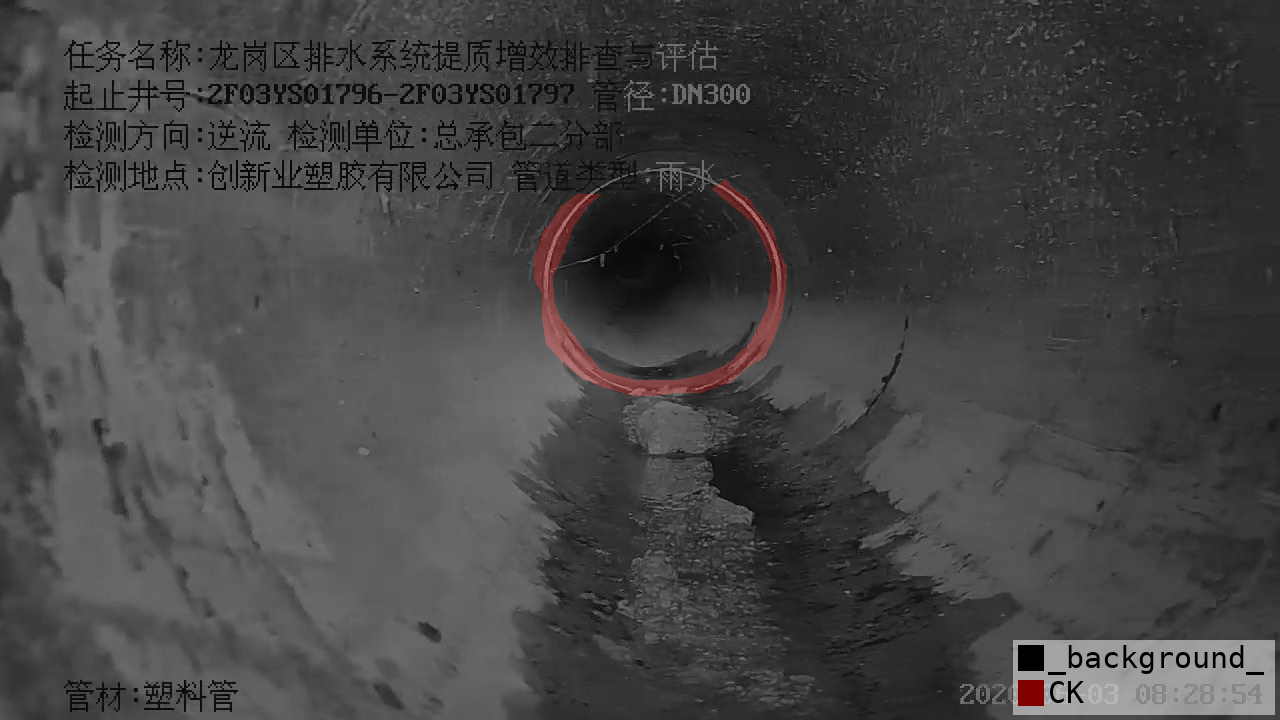 任务名称:龙岗区排水系统提质增效排查与评估
起止井号:ZF03YS01796-ZF03YS01797 管径:DN300
检测方向:逆流 检测单位:总承包二分部
检测地点:创新业塑胶有限公司 管道类型:雨水
管材:塑料管
_background_
CK
03 08:28:54